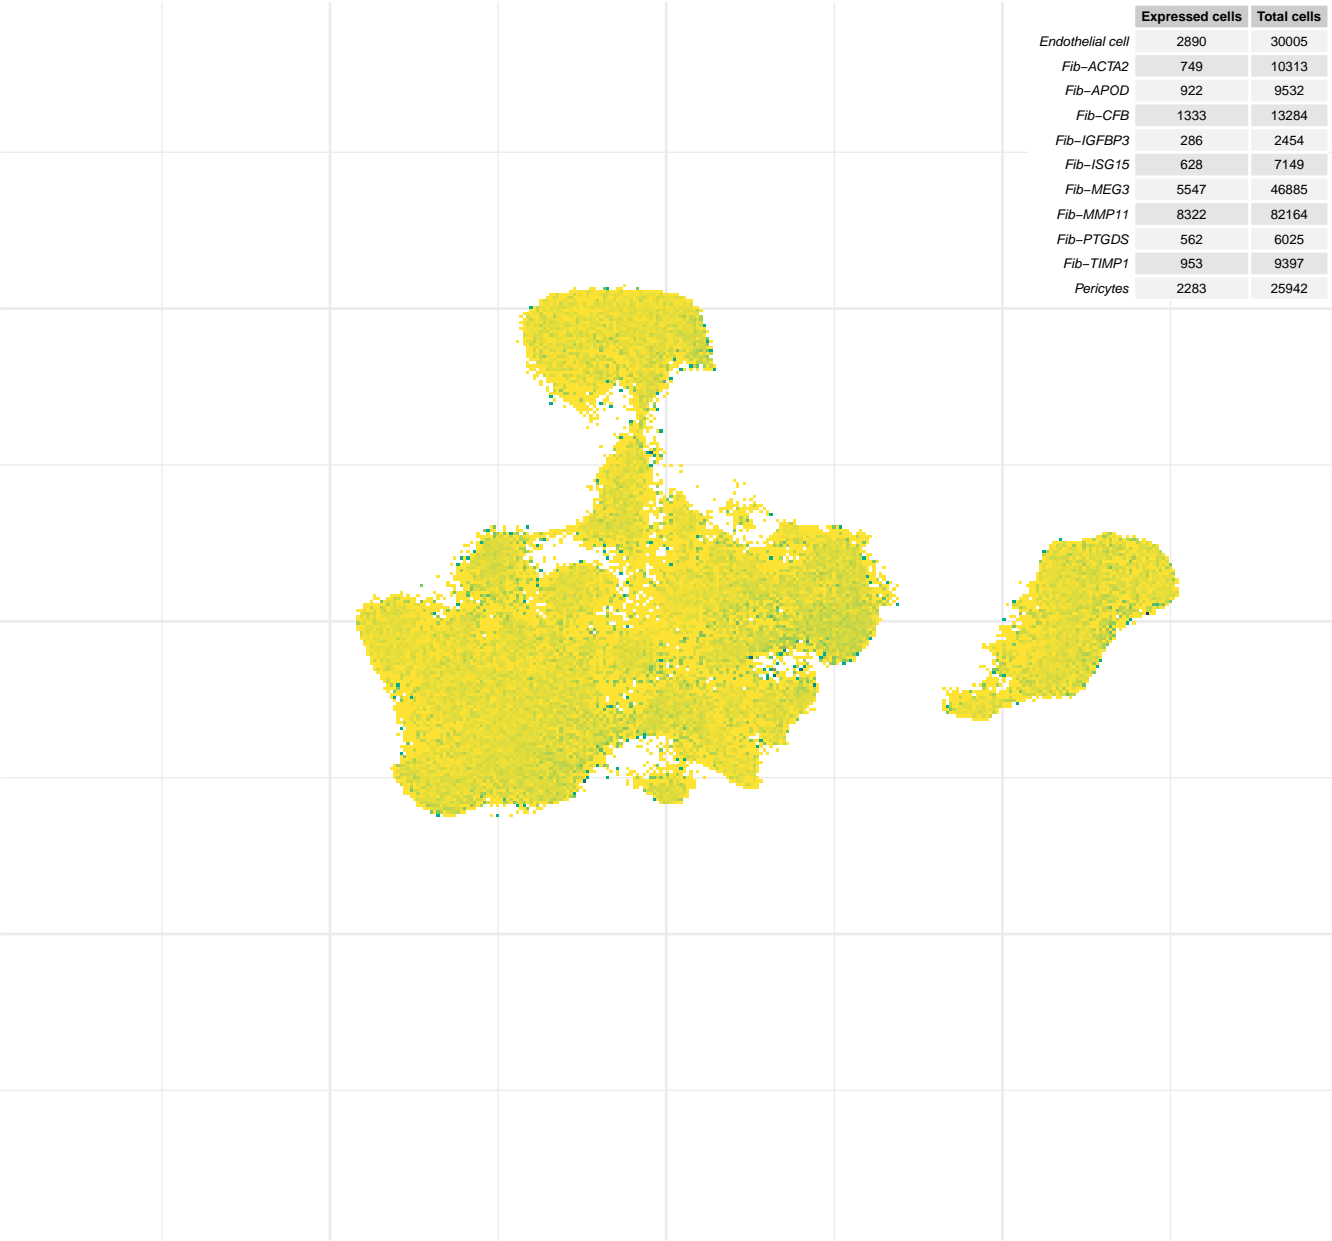 Expressed cells Total cells
Endothelial cell 2890 30005
Fib−ACTA2 749 10313
Fib−APOD 922 9532
Fib−CFB 1333 13284
Fib−IGFBP3 286 2454
Fib−ISG15 628 7149
Fib−MEG3 5547 46885
Fib−MMP11 8322 82164
Fib−PTGDS 562 6025
Fib−TIMP1 953 9397
Pericytes 2283 25942